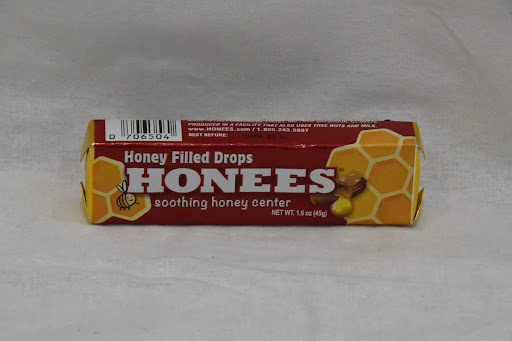 PRODUCED IN A FACILITY THAT ALSO USES TREE NUTS AND MILK.
www.HONEES.com / 1.800.243.0897
BEST BEFORE:
0 706504
Honey Filled Drops
HONEES
soothing honey center
NET WT. 1.6 oz (45g)